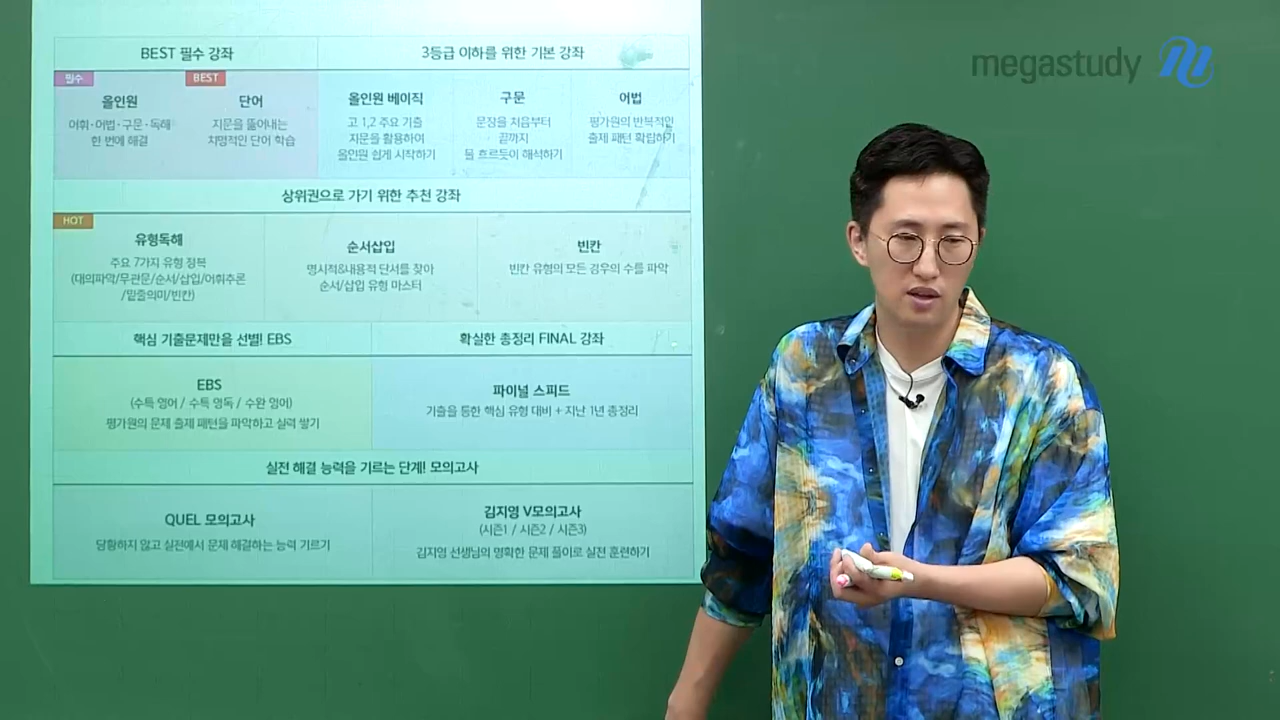 megastudy
BEST 필수 강좌
3등급 이하를 위한 기본 강좌
필수
BEST
올인원
어휘·어법·구문·독해
한 번에 해결
단어
지문을 뚫어내는
치명적인 단어 학습
올인원 베이직
고 1,2 주요 기출
지문을 활용하여
올인원 쉽게 시작하기
구문
문장을 처음부터
끝까지
물 흐르듯이 해석하기
어법
평가원의 반복적인
출제 패턴 확립하기
상위권으로 가기 위한 추천 강좌
HOT
유형독해
주요 7가지 유형 정복
(대의파악/무관문/순서/삽입/어휘추론
/밑줄의미/빈칸)
순서삽입
명시적&내용적 단서를 찾아
순서/삽입 유형 마스터
빈칸
빈칸 유형의 모든 경우의 수를 파악
핵심 기출문제만을 선별! EBS
확실한 총정리 FINAL 강좌
EBS
(수특 영어 / 수특 영독 / 수완 영어)
평가원의 문제 출제 패턴을 파악하고 실력 쌓기
파이널 스피드
기출을 통한 핵심 유형 대비 + 지난 1년 총정리
실전 해결 능력을 기르는 단계! 모의고사
QUEL 모의고사
당황하지 않고 실전에서 문제 해결하는 능력 기르기
김지영 V모의고사
(시즌1 / 시즌2 / 시즌3)
김지영 선생님의 명확한 문제 풀이로 실전 훈련하기